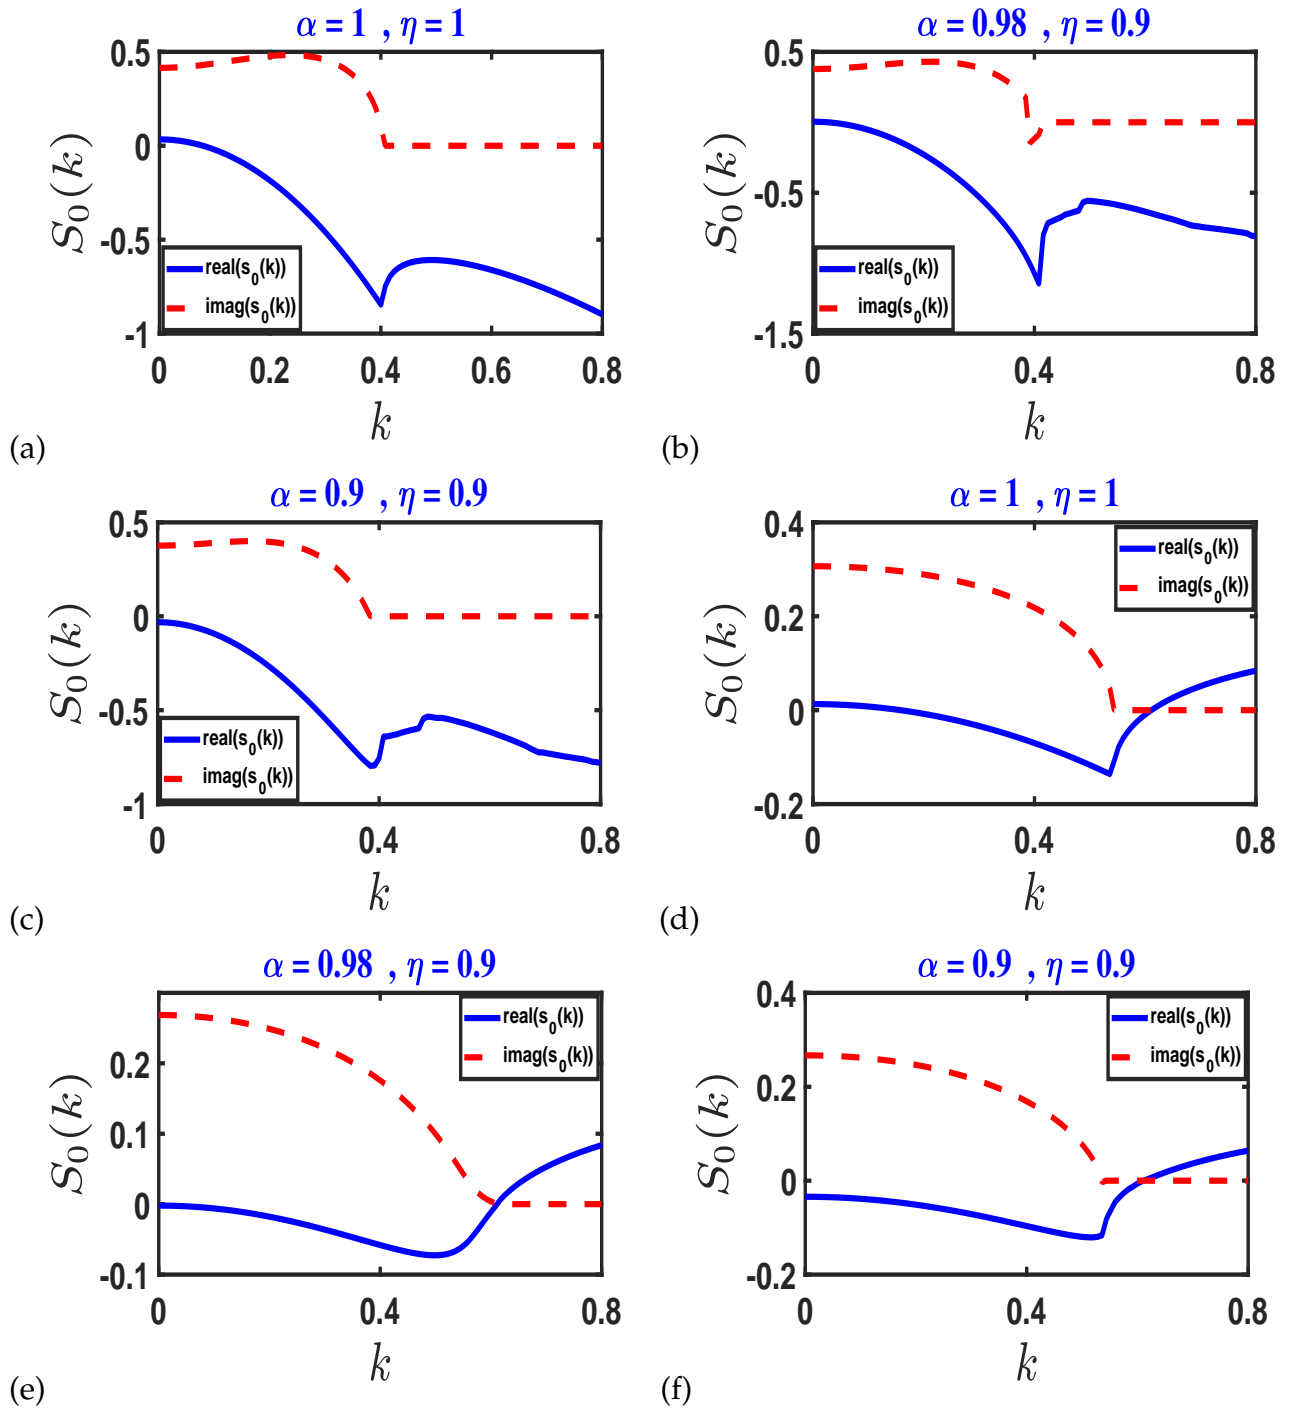 α = 1 , η = 1
0.5
0
-0.5
-1
S0(k)
real(s0(k))
imag(s0(k))
0 0.2 0.4 0.6 0.8
k
(a)
α = 0.98 , η = 0.9
0.5
-0.5
-1.5
S0(k)
real(s0(k))
imag(s0(k))
0 0.4 0.8
k
(b)
α = 0.9 , η = 0.9
0.5
0
-0.5
-1
S0(k)
real(s0(k))
imag(s0(k))
0 0.4 0.8
k
(c)
α = 1 , η = 1
0.4
0.2
0
-0.2
S0(k)
real(s0(k))
imag(s0(k))
0 0.4 0.8
k
(d)
α = 0.98 , η = 0.9
0.2
0.1
0
-0.1
S0(k)
real(s0(k))
imag(s0(k))
0 0.4 0.8
k
(e)
α = 0.9 , η = 0.9
0.4
0.2
0
-0.2
S0(k)
real(s0(k))
imag(s0(k))
0 0.4 0.8
k
(f)